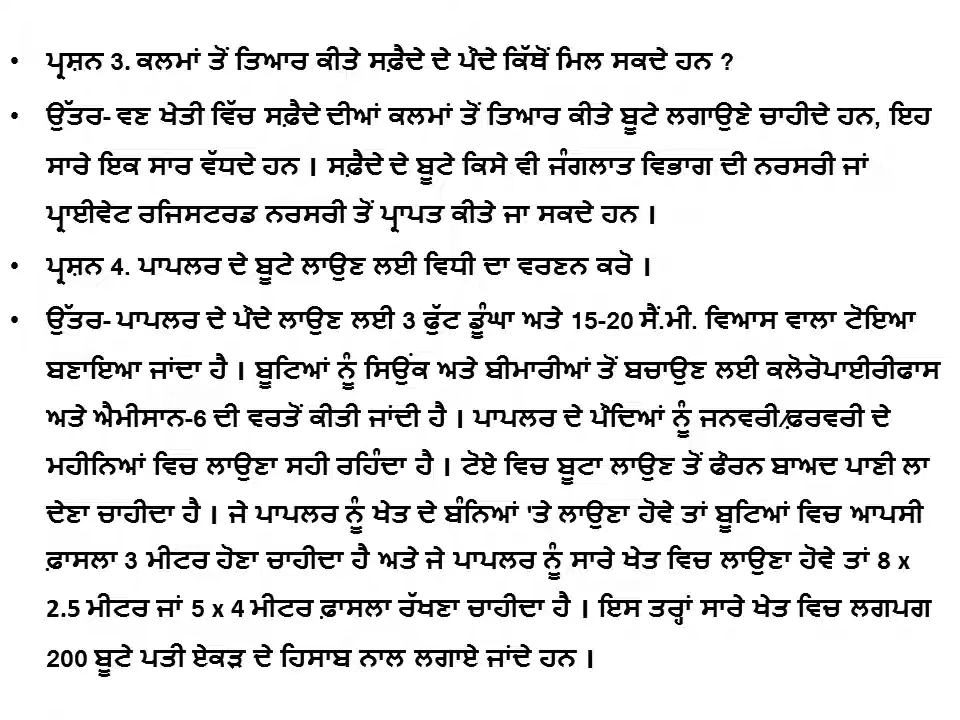 • ਪ੍ਰਸ਼ਨ 3. ਕਲਮਾਂ ਤੋਂ ਤਿਆਰ ਕੀਤੇ ਸਫ਼ੈਦੇ ਦੇ ਪੌਦੇ ਕਿੱਥੋਂ ਮਿਲ ਸਕਦੇ ਹਨ ?
• ਉੱਤਰ- ਵਣ ਖੇਤੀ ਵਿੱਚ ਸਫ਼ੈਦੇ ਦੀਆਂ ਕਲਮਾਂ ਤੋਂ ਤਿਆਰ ਕੀਤੇ ਬੂਟੇ ਲਗਾਉਣੇ ਚਾਹੀਦੇ ਹਨ, ਇਹ
ਸਾਰੇ ਇਕ ਸਾਰ ਵੱਧਦੇ ਹਨ । ਸਫ਼ੈਦੇ ਦੇ ਬੂਟੇ ਕਿਸੇ ਵੀ ਜੰਗਲਾਤ ਵਿਭਾਗ ਦੀ ਨਰਸਰੀ ਜਾਂ
ਪ੍ਰਾਈਵੇਟ ਰਜਿਸਟਰਡ ਨਰਸਰੀ ਤੋਂ ਪ੍ਰਾਪਤ ਕੀਤੇ ਜਾ ਸਕਦੇ ਹਨ ।
• ਪ੍ਰਸ਼ਨ 4. ਪਾਪਲਰ ਦੇ ਬੂਟੇ ਲਾਉਣ ਲਈ ਵਿਧੀ ਦਾ ਵਰਣਨ ਕਰੋ ।
• ਉੱਤਰ- ਪਾਪਲਰ ਦੇ ਪੌਦੇ ਲਾਉਣ ਲਈ 3 ਫੁੱਟ ਡੂੰਘਾ ਅਤੇ 15-20 ਸੈਂ.ਮੀ. ਵਿਆਸ ਵਾਲਾ ਟੋਇਆ
ਬਣਾਇਆ ਜਾਂਦਾ ਹੈ । ਬੂਟਿਆਂ ਨੂੰ ਸਿਉਂਕ ਅਤੇ ਬੀਮਾਰੀਆਂ ਤੋਂ ਬਚਾਉਣ ਲਈ ਕਲੋਰੋਪਾਈਰੀਫਾਸ
ਅਤੇ ਐਮੀਸਾਨ-6 ਦੀ ਵਰਤੋਂ ਕੀਤੀ ਜਾਂਦੀ ਹੈ । ਪਾਪਲਰ ਦੇ ਪੌਦਿਆਂ ਨੂੰ ਜਨਵਰੀ/ਫ਼ਰਵਰੀ ਦੇ
ਮਹੀਨਿਆਂ ਵਿਚ ਲਾਉਣਾ ਸਹੀ ਰਹਿੰਦਾ ਹੈ । ਟੋਏ ਵਿਚ ਬੂਟਾ ਲਾਉਣ ਤੋਂ ਫੌਰਨ ਬਾਅਦ ਪਾਣੀ ਲਾ
ਦੇਣਾ ਚਾਹੀਦਾ ਹੈ । ਜੇ ਪਾਪਲਰ ਨੂੰ ਖੇਤ ਦੇ ਬੰਨਿਆਂ 'ਤੇ ਲਾਉਣਾ ਹੋਵੇ ਤਾਂ ਬੂਟਿਆਂ ਵਿਚ ਆਪਸੀ
ਫ਼ਾਸਲਾ 3 ਮੀਟਰ ਹੋਣਾ ਚਾਹੀਦਾ ਹੈ ਅਤੇ ਜੇ ਪਾਪਲਰ ਨੂੰ ਸਾਰੇ ਖੇਤ ਵਿਚ ਲਾਉਣਾ ਹੋਵੇ ਤਾਂ 8 x
2.5 ਮੀਟਰ ਜਾਂ 5 x 4 ਮੀਟਰ ਫ਼ਾਸਲਾ ਰੱਖਣਾ ਚਾਹੀਦਾ ਹੈ । ਇਸ ਤਰ੍ਹਾਂ ਸਾਰੇ ਖੇਤ ਵਿਚ ਲਗਪਗ
200 ਬੂਟੇ ਪਤੀ ਏਕੜ ਦੇ ਹਿਸਾਬ ਨਾਲ ਲਗਾਏ ਜਾਂਦੇ ਹਨ ।